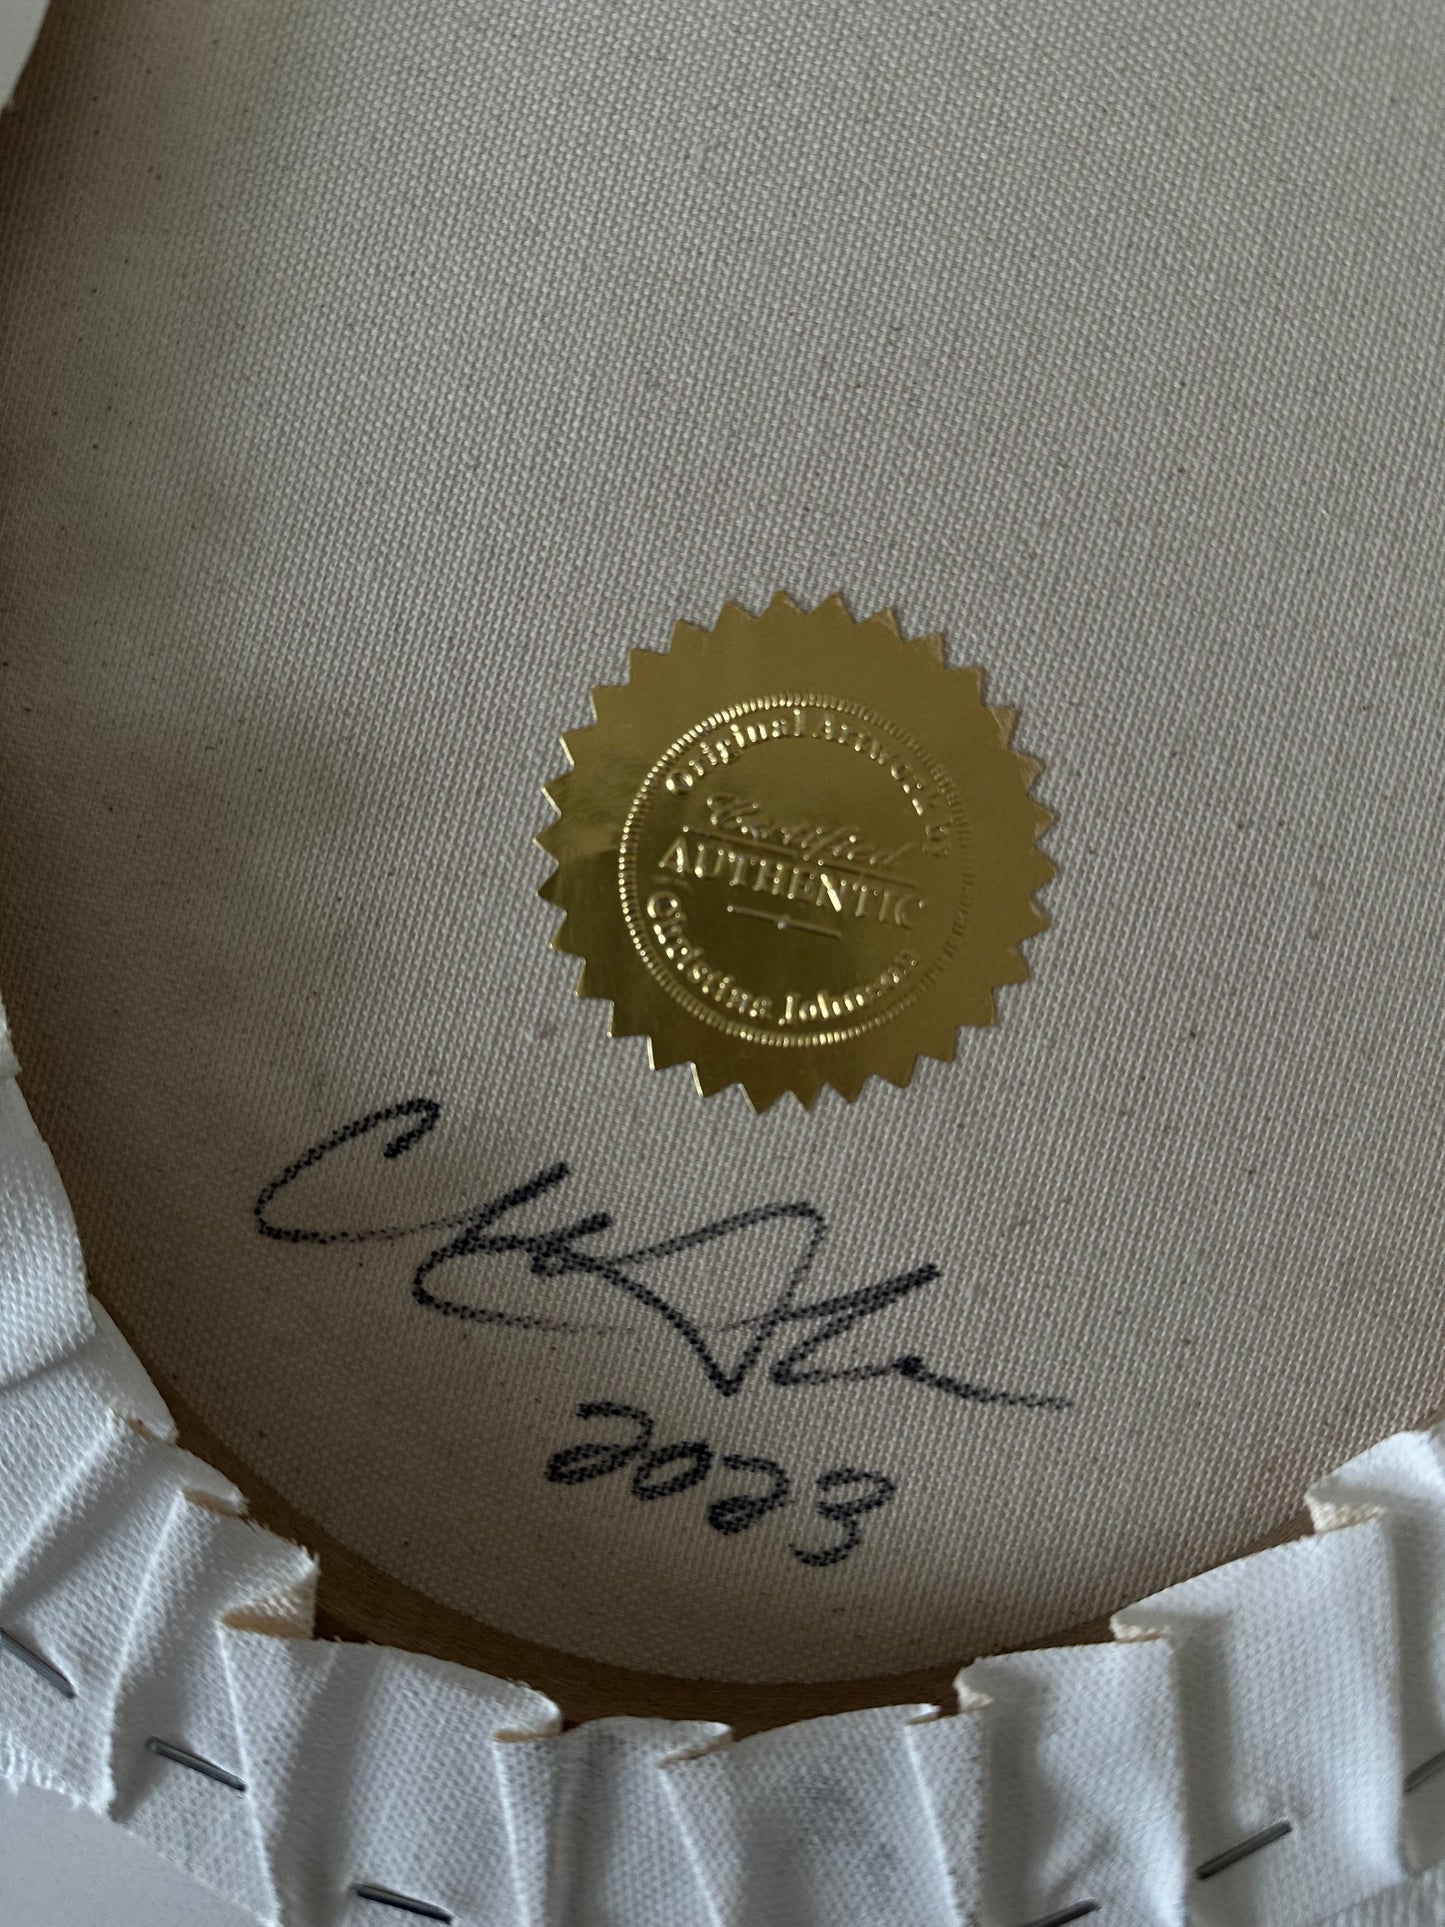 Original Artwork by
Certified
AUTHENTIC
Christina Johnson
2023